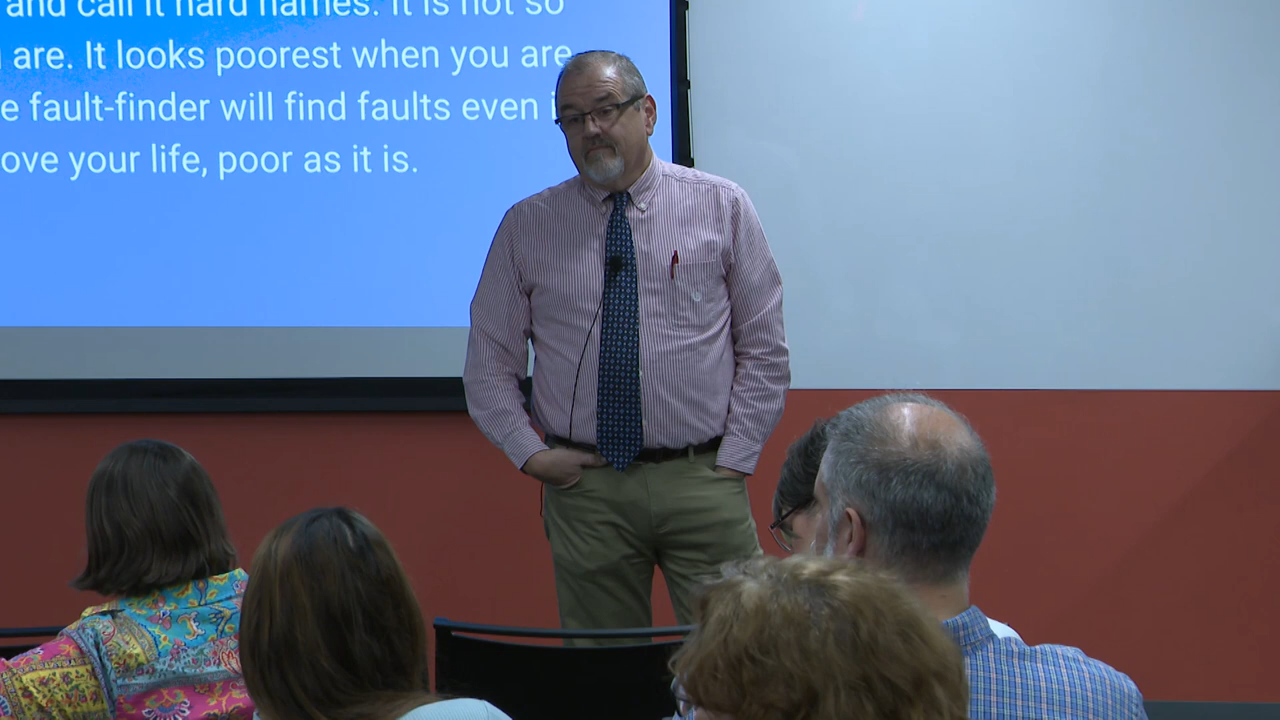 and call it hard names. It is not so
are. It looks poorest when you are
fault-finder will find faults even
your life, poor as it is.